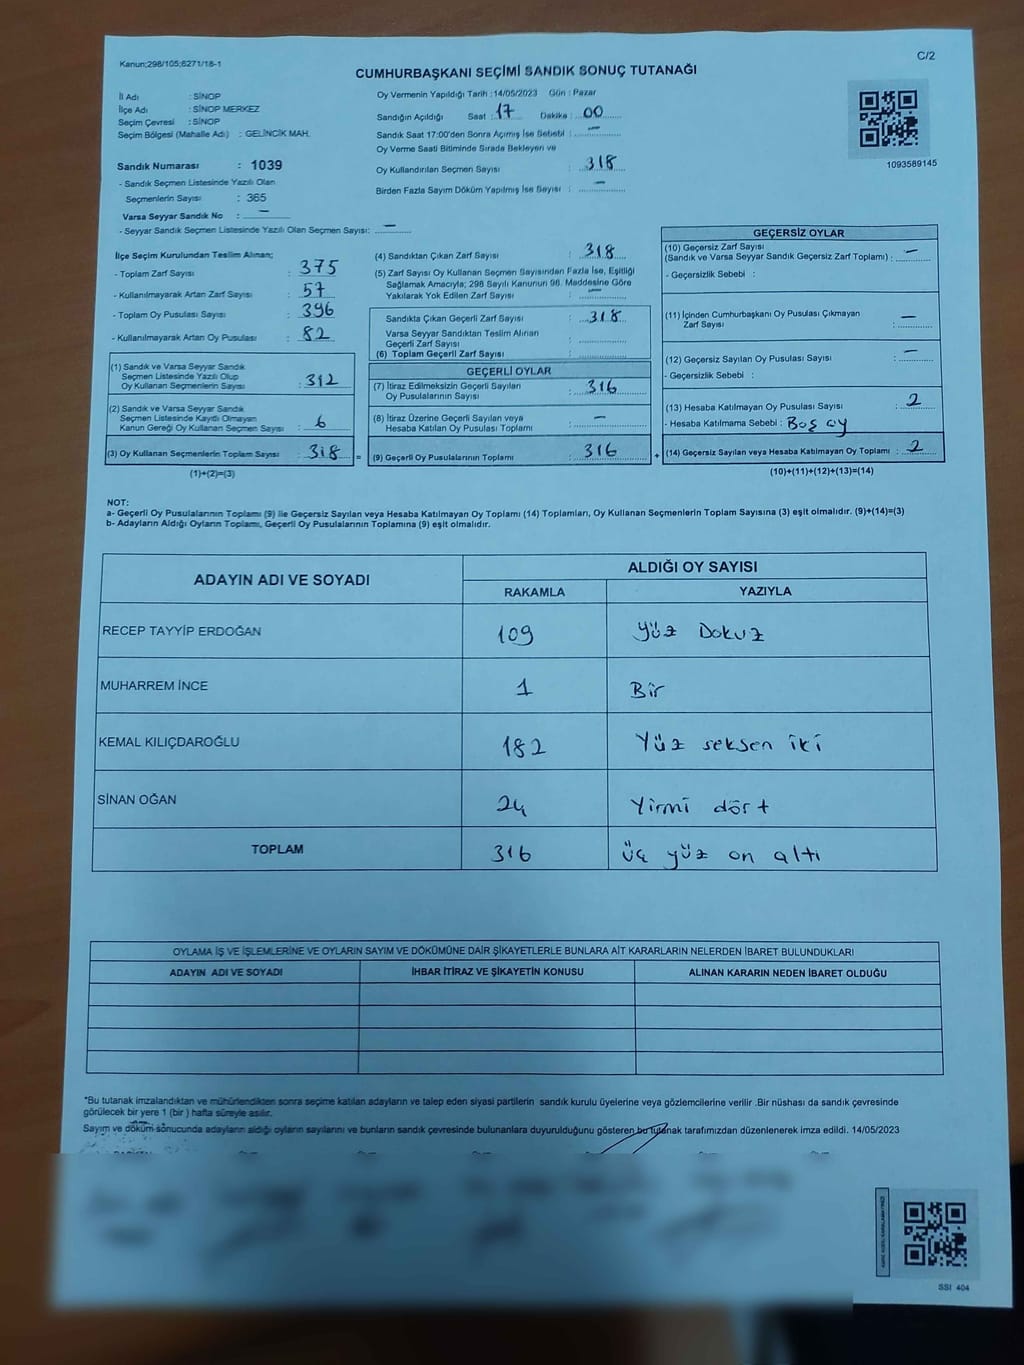 Kanun;298/105;6271/18-1
C/2
CUMHURBAŞKANI SEÇİMİ SANDIK SONUÇ TUTANAĞI
İl Adı : SİNOP
İlçe Adı : SİNOP MERKEZ
Seçim Çevresi : SİNOP
Seçim Bölgesi (Mahalle Adı) : GELİNCİK MAH.
Sandık Numarası : 1039
- Sandık Seçmen Listesinde Yazılı Olan
Seçmenlerin Sayısı : 365
Varsa Seyyar Sandık No : —
- Seyyar Sandık Seçmen Listesinde Yazılı Olan Seçmen Sayısı: —
Oy Vermenin Yapıldığı Tarih :14/05/2023 Gün : Pazar
Sandığın Açıldığı Saat : 17 Dakika : 00
Sandık Saat 17:00'den Sonra Açımış İse Sebebi : —
Oy Verme Saati Bitiminde Sırada Bekleyen ve
Oy Kullandırılan Seçmen Sayısı : 318
Birden Fazla Sayım Döküm Yapılmış İse Sayısı : —
1093589145
İlçe Seçim Kurulundan Teslim Alınan;
- Toplam Zarf Sayısı : 375
- Kullanılmayarak Artan Zarf Sayısı : 57
- Toplam Oy Pusulası Sayısı : 396
- Kullanılmayarak Artan Oy Pusulası : 82
(1) Sandık ve Varsa Seyyar Sandık
Seçmen Listesinde Yazılı Olup
Oy Kullanan Seçmenlerin Sayısı : 312
(2) Sandık ve Varsa Seyyar Sandık
Seçmen Listesinde Kayıtlı Olmayan
Kanun Gereği Oy Kullanan Seçmen Sayısı : 6
(3) Oy Kullanan Seçmenlerin Toplam Sayısı : 318
(1)+(2)=(3)
(4) Sandıktan Çıkan Zarf Sayısı : 318
(5) Zarf Sayısı Oy Kullanan Seçmen Sayısından Fazla İse, Eşitliği
Sağlamak Amacıyla; 298 Sayılı Kanunun 98. Maddesine Göre
Yakılarak Yok Edilen Zarf Sayısı : —
Sandıkta Çıkan Geçerli Zarf Sayısı : 318
Varsa Seyyar Sandıktan Teslim Alınan
Geçerli Zarf Sayısı :
(6) Toplam Geçerli Zarf Sayısı :
GEÇERLİ OYLAR
(7) İtiraz Edilmeksizin Geçerli Sayılan
Oy Pusulalarının Sayısı : 316
(8) İtiraz Üzerine Geçerli Sayılan veya
Hesaba Katılan Oy Pusulaları Toplamı : —
= (9) Geçerli Oy Pusulalarının Toplamı : 316
GEÇERSİZ OYLAR
(10) Geçersiz Zarf Sayısı
(Sandık ve Varsa Seyyar Sandık Geçersiz Zarf Toplamı) : —
- Geçersizlik Sebebi :
(11) İçinden Cumhurbaşkanı Oy Pusulası Çıkmayan
Zarf Sayısı : —
(12) Geçersiz Sayılan Oy Pusulası Sayısı : —
- Geçersizlik Sebebi :
(13) Hesaba Katılmayan Oy Pusulası Sayısı : 2
- Hesaba Katılmama Sebebi : Boş oy
+ (14) Geçersiz Sayılan veya Hesaba Katılmayan Oy Toplamı : 2
(10)+(11)+(12)+(13)=(14)
NOT:
a- Geçerli Oy Pusulalarının Toplamı (9) ile Geçersiz Sayılan veya Hesaba Katılmayan Oy Toplamı (14) Toplamları, Oy Kullanan Seçmenlerin Toplam Sayısına (3) eşit olmalıdır. (9)+(14)=(3)
b- Adayların Aldığı Oyların Toplamı, Geçerli Oy Pusulalarının Toplamına (9) eşit olmalıdır.
ADAYIN ADI VE SOYADI
ALDIĞI OY SAYISI
RAKAMLA YAZIYLA
RECEP TAYYİP ERDOĞAN 109 Yüz Dokuz
MUHARREM İNCE 1 Bir
KEMAL KILIÇDAROĞLU 182 Yüz seksen iki
SİNAN OĞAN 24 Yirmi dört
TOPLAM 316 üç yüz on altı
OYLAMA İŞ VE İŞLEMLERİNE VE OYLARIN SAYIM VE DÖKÜMÜNE DAİR ŞİKAYETLERLE BUNLARA AİT KARARLARIN NELERDEN İBARET BULUNDUKLARI
ADAYIN ADI VE SOYADI İHBAR İTİRAZ VE ŞİKAYETİN KONUSU ALINAN KARARIN NEDEN İBARET OLDUĞU
"Bu tutanak imzalandıktan ve mühürlendikten sonra seçime katılan adayların ve talep eden siyasi partilerin sandık kurulu üyelerine veya gözlemcilerine verilir .Bir nüshası da sandık çevresinde
görülecek bir yere 1 (bir ) hafta süreyle asılır.
Sayım ve döküm sonucunda adayların aldığı oyların sayılarını ve bunların sandık çevresinde bulunanlara duyurulduğunu gösteren bu tutanak tarafımızdan düzenlenerek imza edildi. 14/05/2023
SSI 404